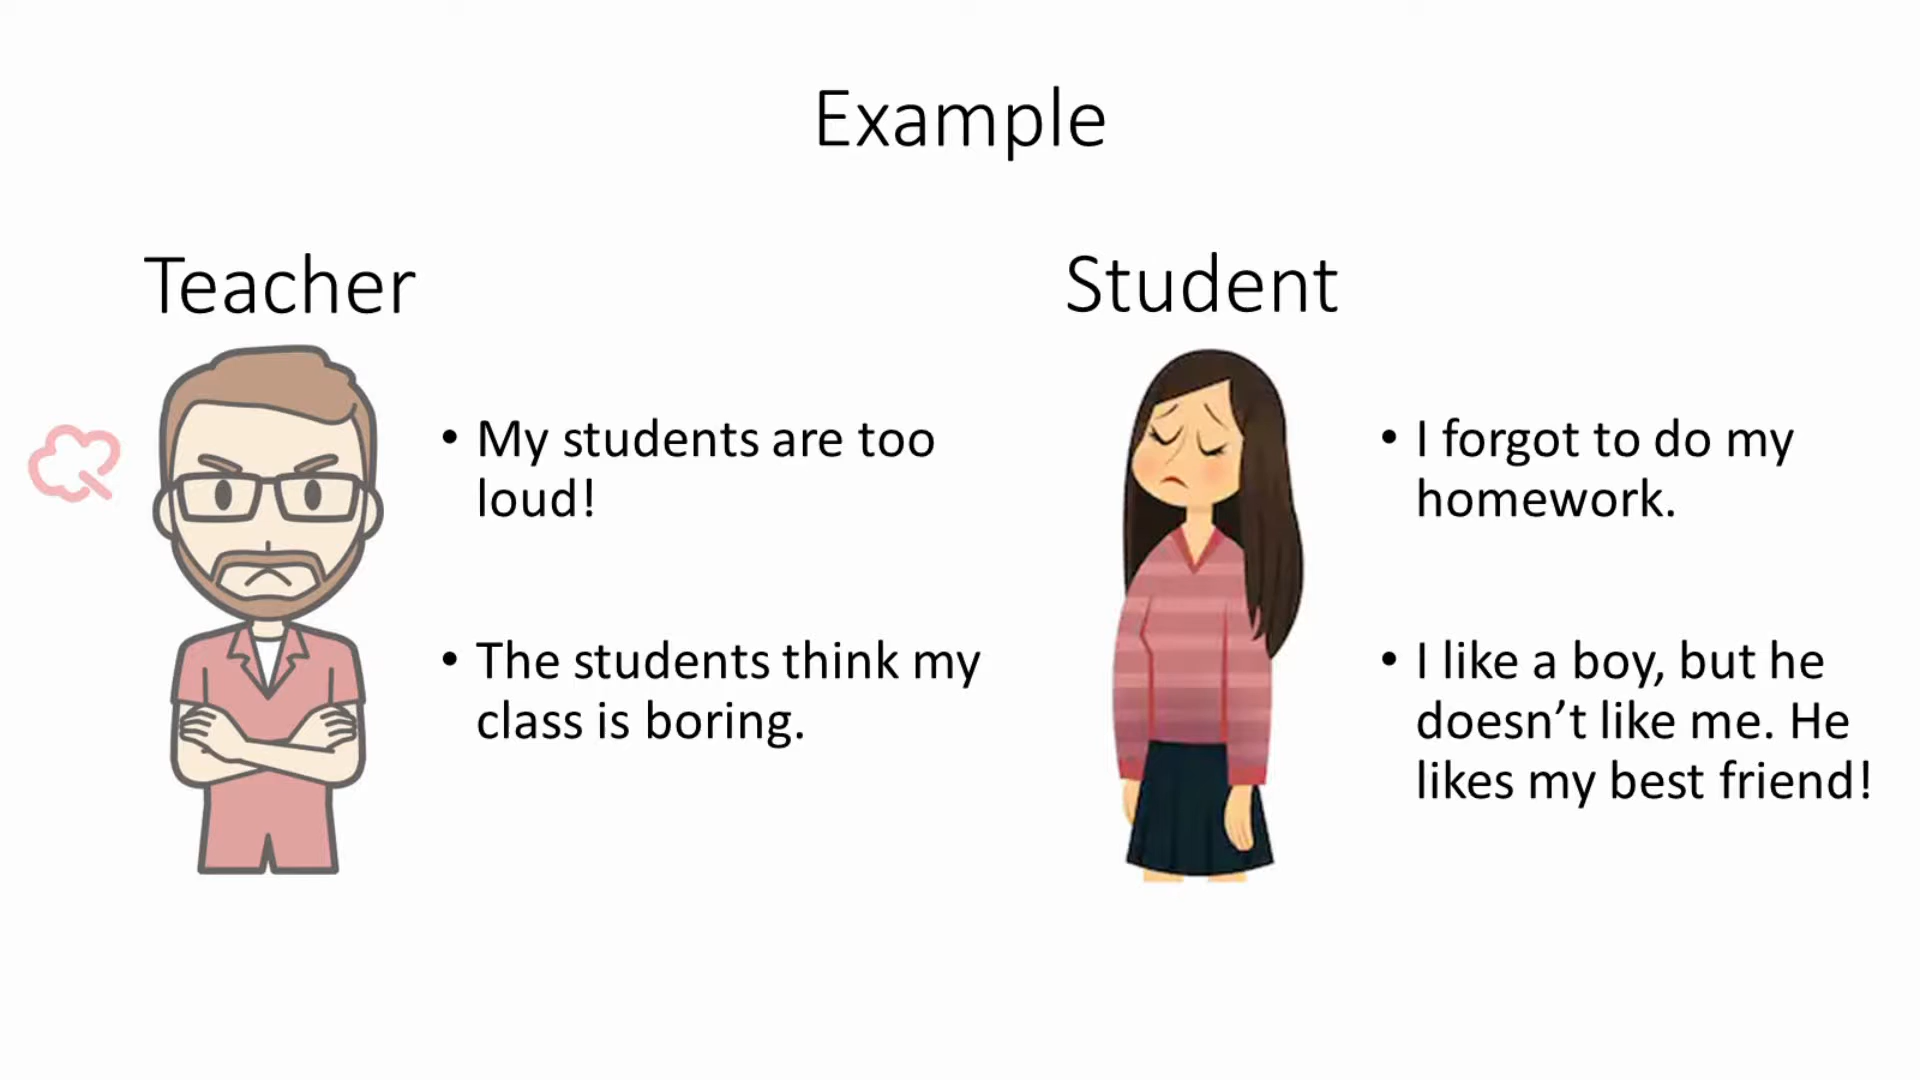 Example
Teacher
• My students are too
loud!
• The students think my
class is boring.
Student
• I forgot to do my
homework.
• I like a boy, but he
doesn’t like me. He
likes my best friend!